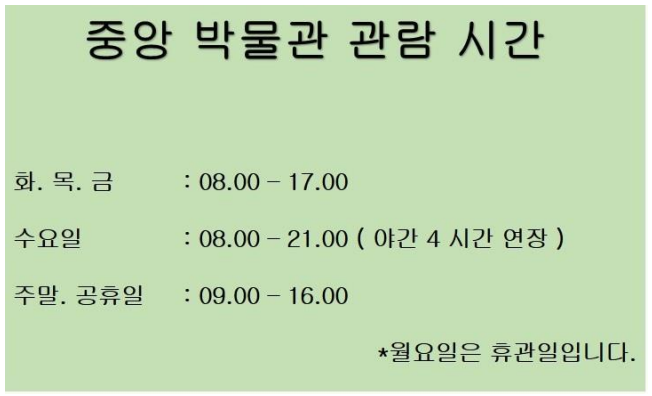 중앙 박물관 관람 시간
화. 목. 금 : 08.00 – 17.00
수요일 : 08.00 – 21.00 ( 야간 4 시간 연장 )
주말. 공휴일 : 09.00 – 16.00
*월요일은 휴관일입니다.